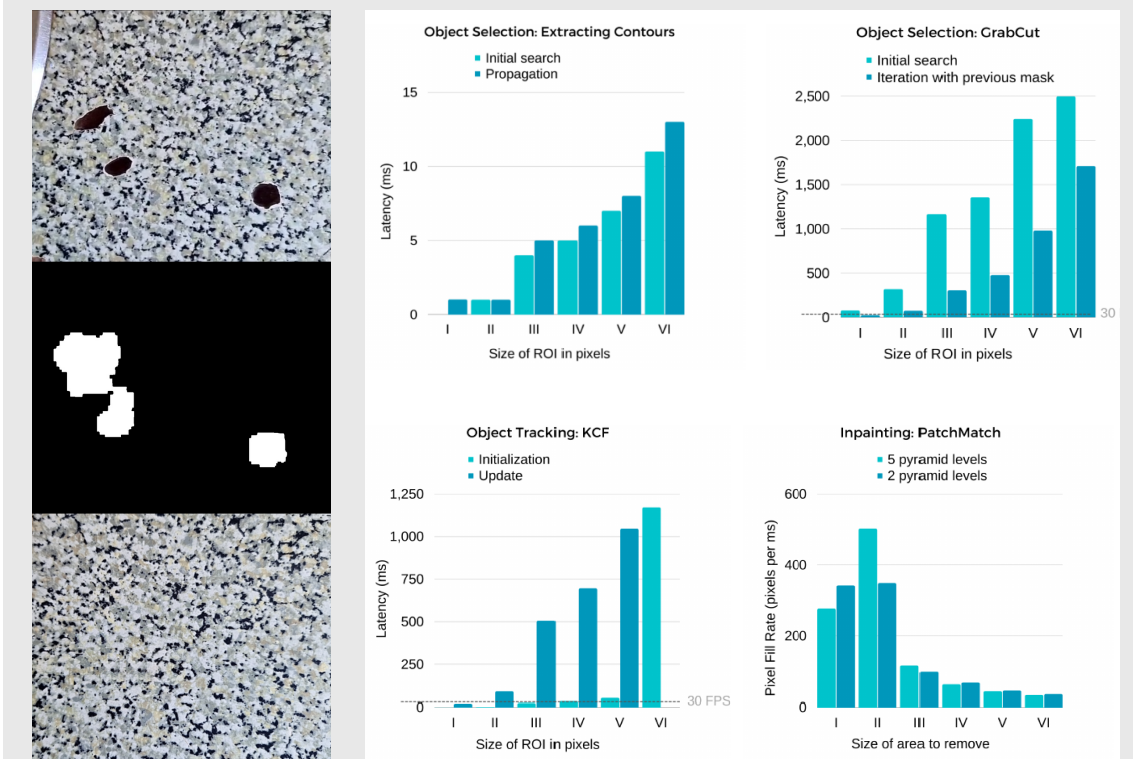 Object Selection: Extracting Contours
Initial search
Propagation
15
10
5
0
Latency (ms)
I II III IV V VI
Size of ROI in pixels
Object Selection: GrabCut
Initial search
Iteration with previous mask
2,500
2,000
1,500
1,000
500
0
30
Latency (ms)
I II III IV V VI
Size of ROI in pixels
Object Tracking: KCF
Initialization
Update
1,250
1,000
750
500
250
0
30 FPS
Latency (ms)
I II III IV V VI
Size of ROI in pixels
Inpainting: PatchMatch
5 pyramid levels
2 pyramid levels
600
400
200
0
Pixel Fill Rate (pixels per ms)
I II III IV V VI
Size of area to remove